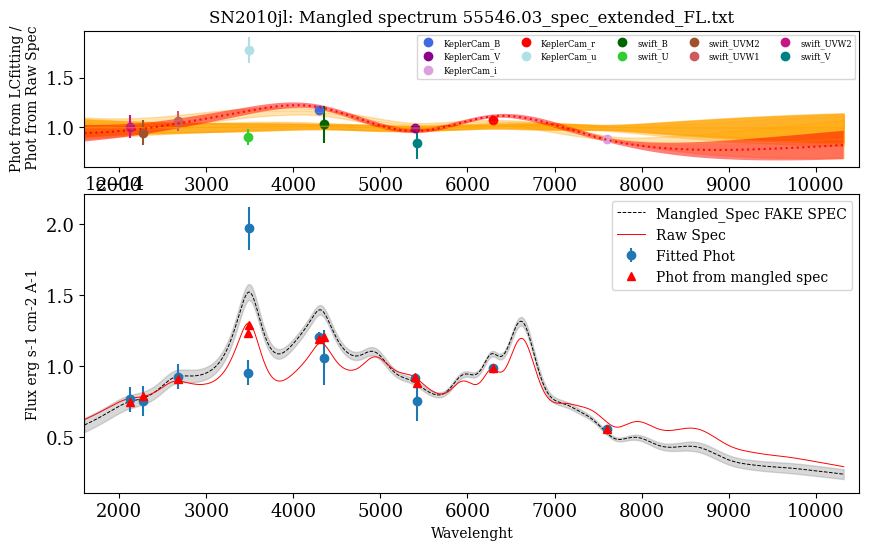 SN2010jl: Mangled spectrum 55546.03_spec_extended_FL.txt
Phot from LCfitting /
Phot from Raw Spec
1.5
1.0
KeplerCam_B KeplerCam_r swift_B swift_UVM2 swift_UVW2
KeplerCam_V KeplerCam_u swift_U swift_UVW1 swift_V
KeplerCam_i
2000 3000 4000 5000 6000 7000 8000 9000 10000
1e−14
Flux erg s-1 cm-2 A-1
2.0
1.5
1.0
0.5
Mangled_Spec FAKE SPEC
Raw Spec
Fitted Phot
Phot from mangled spec
2000 3000 4000 5000 6000 7000 8000 9000 10000
Wavelenght